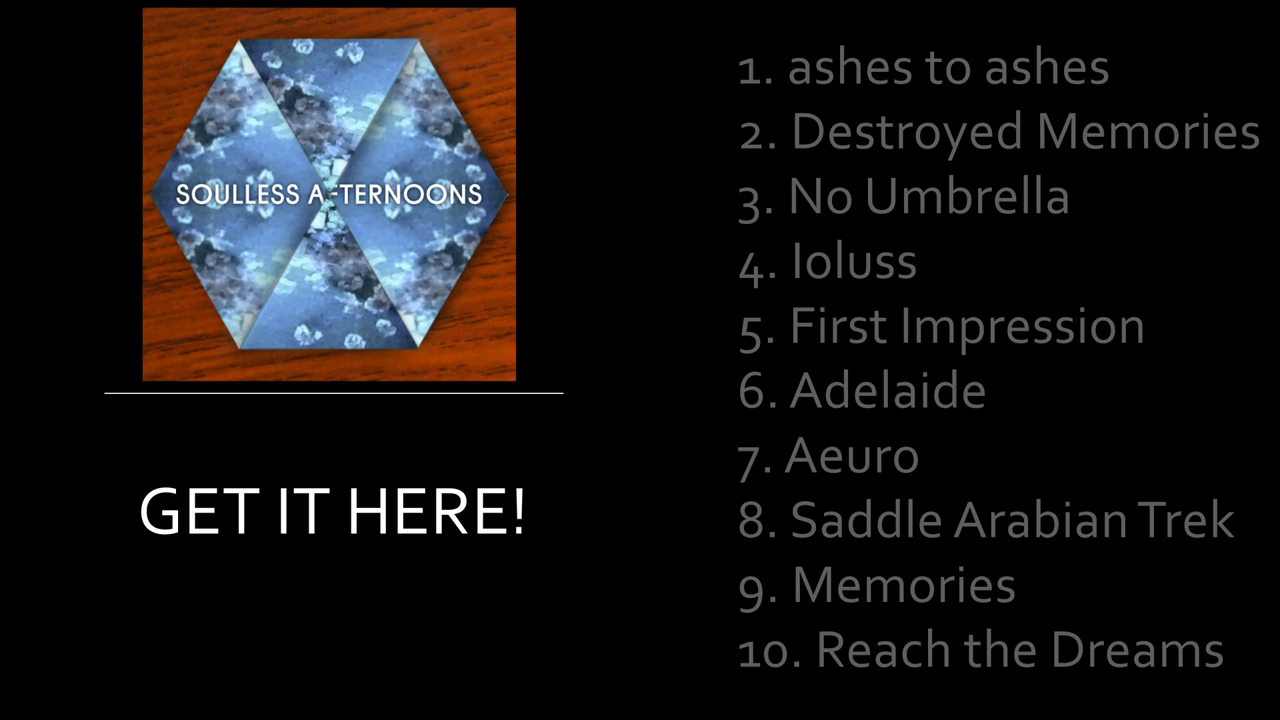 SOULLESS AFTERNOONS
GET IT HERE!
1. ashes to ashes
2. Destroyed Memories
3. No Umbrella
4. Ioluss
5. First Impression
6. Adelaide
7. Aeuro
8. Saddle Arabian Trek
9. Memories
10. Reach the Dreams